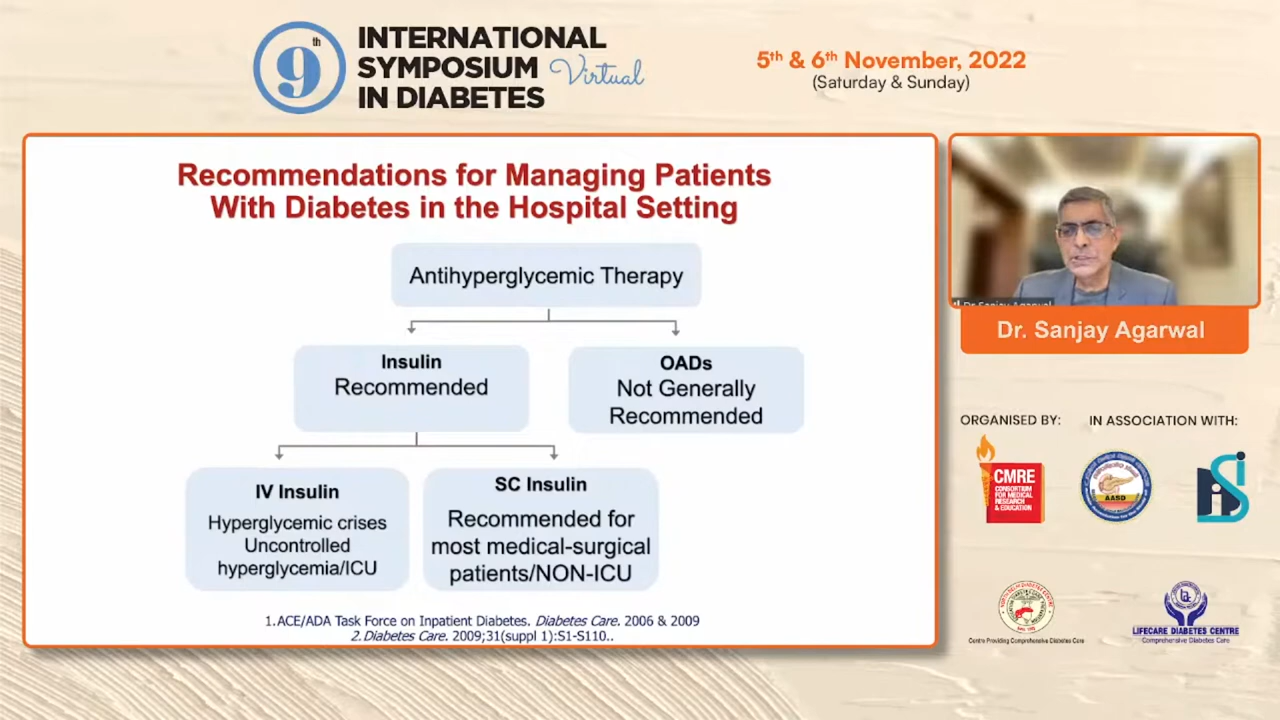 9th
INTERNATIONAL
SYMPOSIUM Virtual
IN DIABETES
5th & 6th November, 2022
(Saturday & Sunday)
Recommendations for Managing Patients
With Diabetes in the Hospital Setting
Antihyperglycemic Therapy
Insulin
Recommended
OADs
Not Generally
Recommended
IV Insulin
Hyperglycemic crises
Uncontrolled
hyperglycemia/ICU
SC Insulin
Recommended for
most medical-surgical
patients/NON-ICU
1.ACE/ADA Task Force on Inpatient Diabetes. Diabetes Care. 2006 & 2009
2.Diabetes Care. 2009;31(suppl 1):S1-S110..
Dr Sanjay Agarwal
Dr. Sanjay Agarwal
ORGANISED BY:
IN ASSOCIATION WITH:
CMRE
CONSORTIUM
FOR MEDICAL
RESEARCH
& EDUCATION
AASD
Centre Providing Comprehensive Diabetes Care
LIFECARE DIABETES CENTRE
Comprehensive Diabetes Care